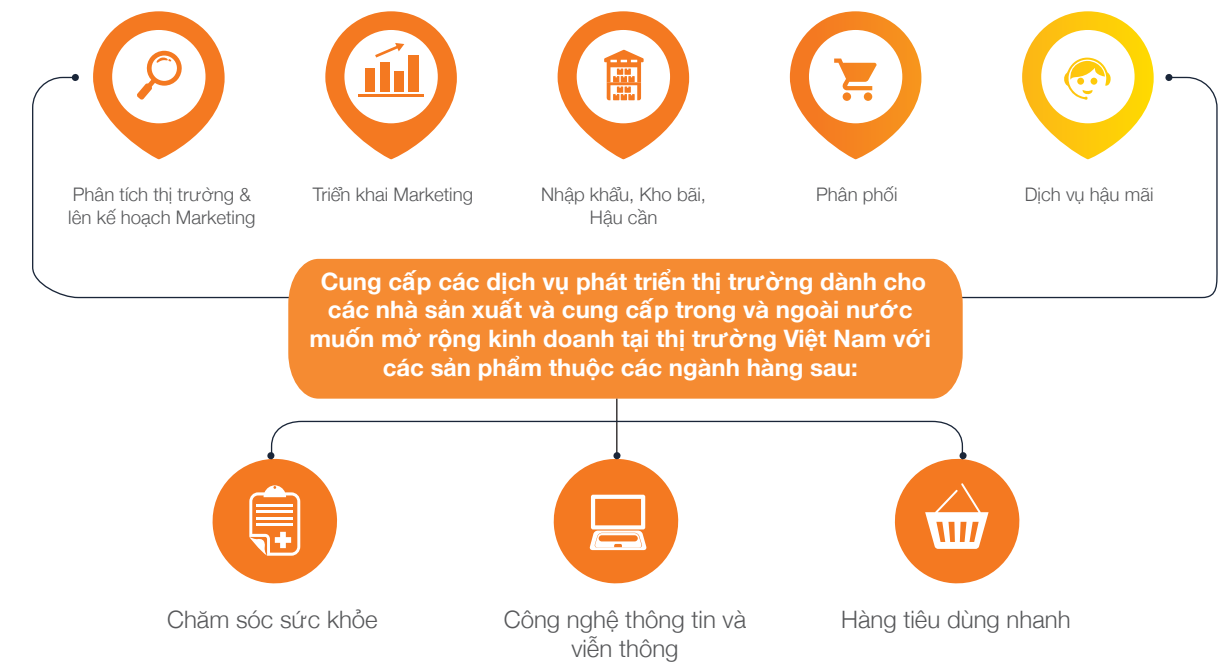 Phân tích thị trường &
lên kế hoạch Marketing
Triển khai Marketing
Nhập khẩu, Kho bãi,
Hậu cần
Phân phối
Dịch vụ hậu mãi
Cung cấp các dịch vụ phát triển thị trường dành cho
các nhà sản xuất và cung cấp trong và ngoài nước
muốn mở rộng kinh doanh tại thị trường Việt Nam với
các sản phẩm thuộc các ngành hàng sau:
Chăm sóc sức khỏe
Công nghệ thông tin và
viễn thông
Hàng tiêu dùng nhanh